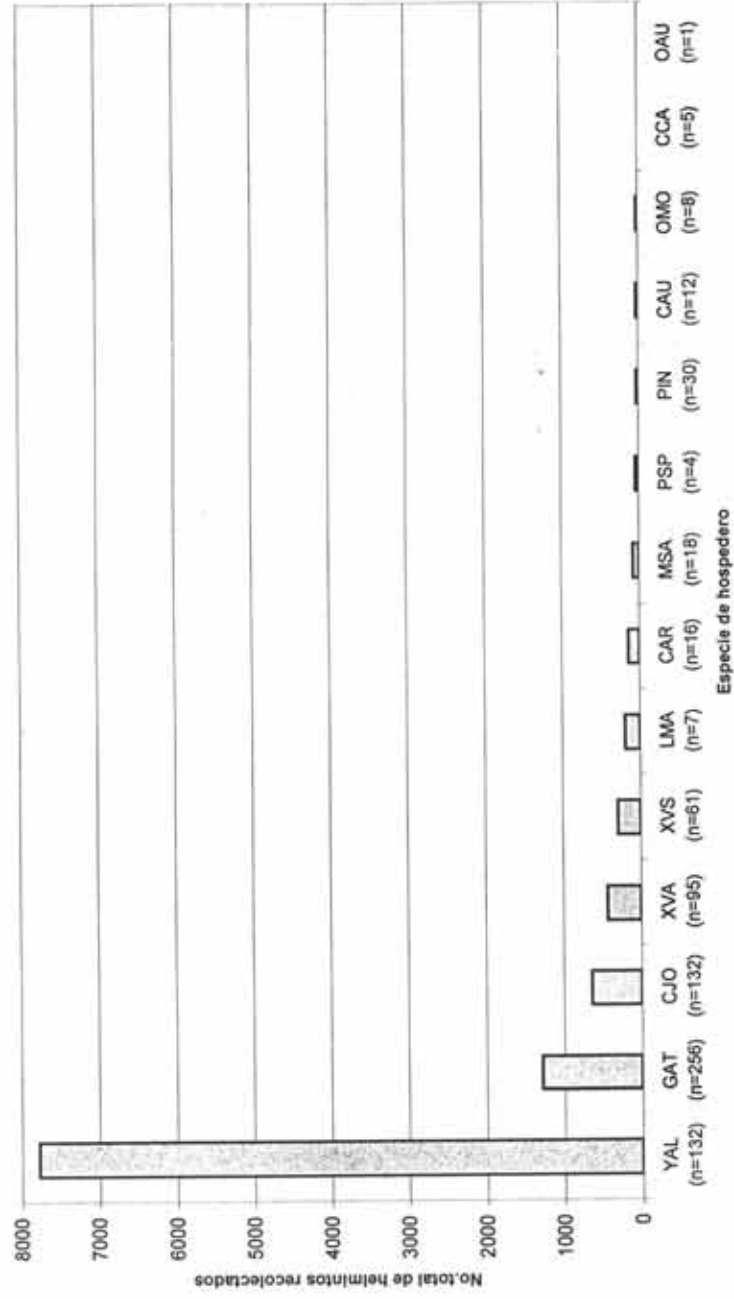 No.total de helmintos recolectados
8000
7000
6000
5000
4000
3000
2000
1000
0
YAL
(n=132)
GAT
(n=256)
CJO
(n=132)
XVA
(n=95)
XVS
(n=61)
LMA
(n=7)
CAR
(n=16)
MSA
(n=18)
PSP
(n=4)
PIN
(n=30)
CAU
(n=12)
OMO
(n=8)
CCA
(n=5)
OAU
(n=1)
Especie de hospedero